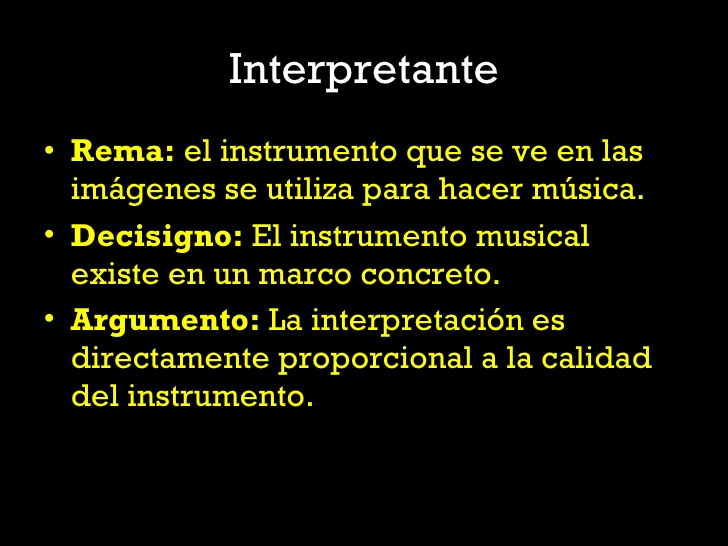 Interpretante
• Rema: el instrumento que se ve en las
imágenes se utiliza para hacer música.
• Decisigno: El instrumento musical
existe en un marco concreto.
• Argumento: La interpretación es
directamente proporcional a la calidad
del instrumento.